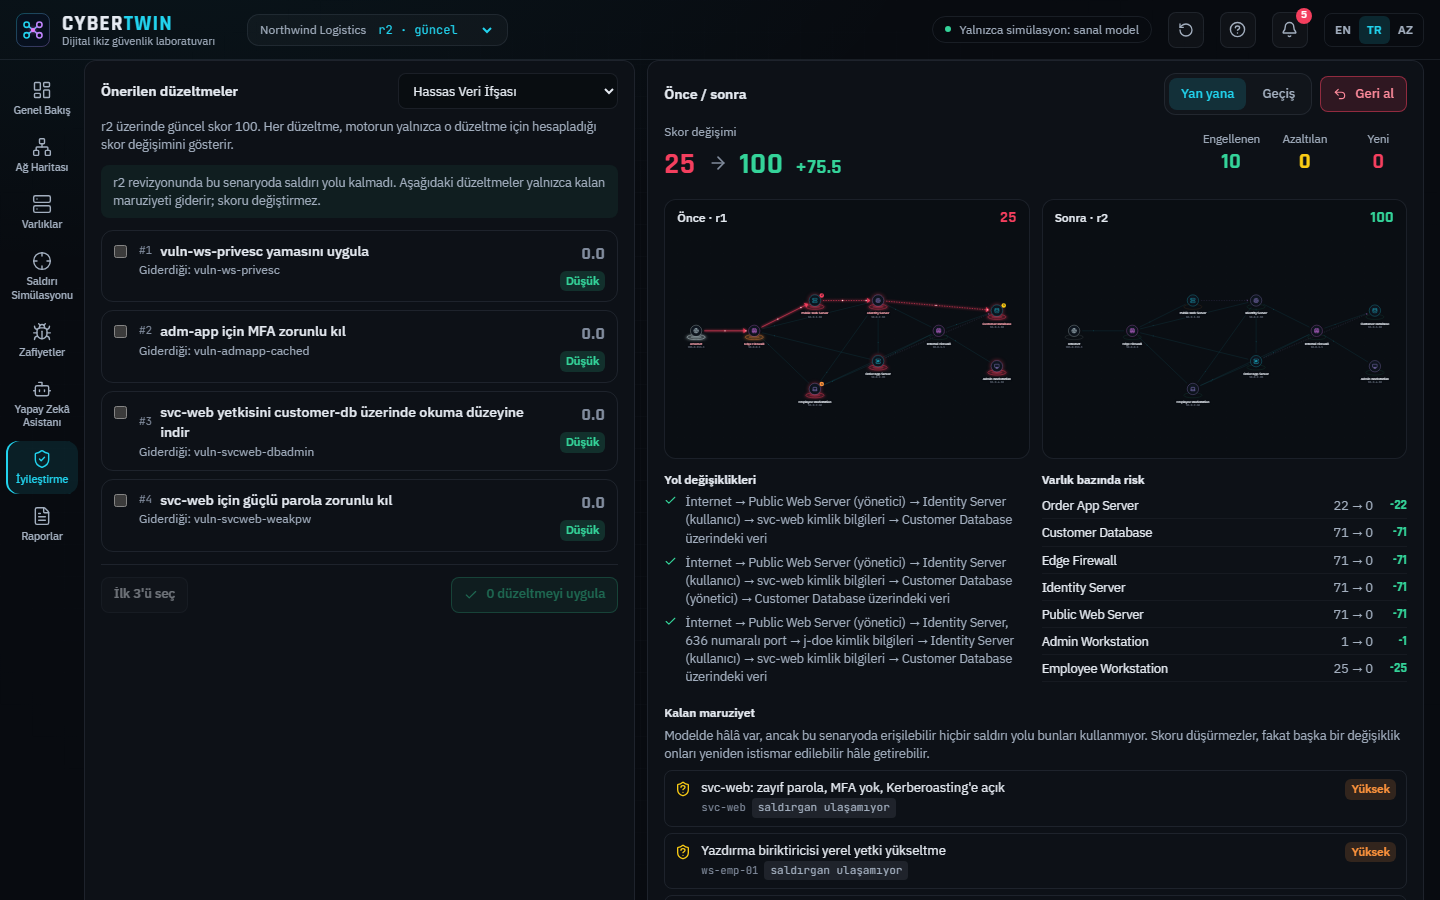 CYBERTWIN
Dijital ikiz güvenlik laboratuvarı
Northwind Logistics r2 · güncel
Yalnızca simülasyon: sanal model
5
EN TR AZ
Genel Bakış
Ağ Haritası
Varlıklar
Saldırı
Simülasyonu
Zafiyetler
Yapay Zekâ
Asistanı
İyileştirme
Raporlar
Önerilen düzeltmeler
Hassas Veri İfşası
r2 üzerinde güncel skor 100. Her düzeltme, motorun yalnızca o düzeltme için hesapladığı
skor değişimini gösterir.
r2 revizyonunda bu senaryoda saldırı yolu kalmadı. Aşağıdaki düzeltmeler yalnızca kalan
maruziyeti giderir; skoru değiştirmez.
#1 vuln-ws-privesc yamasını uygula 0.0
Giderdiği: vuln-ws-privesc
Düşük
#2 adm-app için MFA zorunlu kıl 0.0
Giderdiği: vuln-admapp-cached
Düşük
#3 svc-web yetkisini customer-db üzerinde okuma düzeyine
indir
0.0
Giderdiği: vuln-svcweb-dbadmin
Düşük
#4 svc-web için güçlü parola zorunlu kıl 0.0
Giderdiği: vuln-svcweb-weakpw
Düşük
İlk 3'ü seç
0 düzeltmeyi uygula
Önce / sonra
Yan yana Geçiş
Geri al
Skor değişimi
25 → 100 +75.5
Engellenen Azaltılan Yeni
10 0 0
Önce · r1 25
Sonra · r2 100
Yol değişiklikleri
İnternet → Public Web Server (yönetici) → Identity Server
(kullanıcı) → svc-web kimlik bilgileri → Customer Database
üzerindeki veri
İnternet → Public Web Server (yönetici) → Identity Server
(kullanıcı) → svc-web kimlik bilgileri → Customer Database
(yönetici) → Customer Database üzerindeki veri
İnternet → Public Web Server (yönetici) → Identity Server,
636 numaralı port → j-doe kimlik bilgileri → Identity Server
(kullanıcı) → svc-web kimlik bilgileri → Customer Database
üzerindeki veri
Varlık bazında risk
Order App Server 22 → 0 -22
Customer Database 71 → 0 -71
Edge Firewall 71 → 0 -71
Identity Server 71 → 0 -71
Public Web Server 71 → 0 -71
Admin Workstation 1 → 0 -1
Employee Workstation 25 → 0 -25
Kalan maruziyet
Modelde hâlâ var, ancak bu senaryoda erişilebilir hiçbir saldırı yolu bunları kullanmıyor. Skoru düşürmezler, fakat başka bir değişiklik
onları yeniden istismar edilebilir hâle getirebilir.
svc-web: zayıf parola, MFA yok, Kerberoasting'e açık Yüksek
svc-web saldırgan ulaşamıyor
Yazdırma biriktiricisi yerel yetki yükseltme Yüksek
ws-emp-01 saldırgan ulaşamıyor